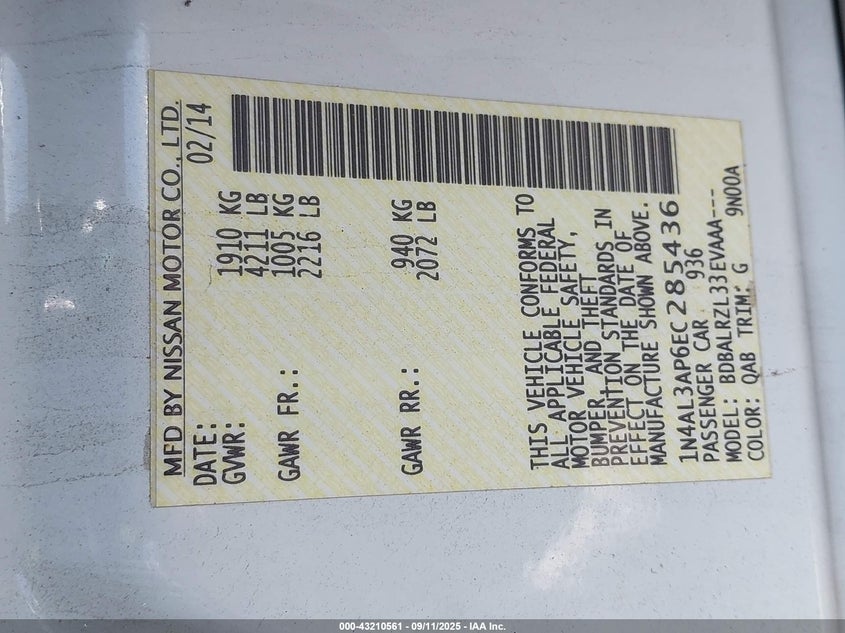 MFD BY NISSAN MOTOR CO., LTD.
DATE: 02/14
GVWR: 1910 KG
4211 LB
GAWR FR.: 1005 KG
2216 LB
GAWR RR.: 940 KG
2072 LB
THIS VEHICLE CONFORMS TO
ALL APPLICABLE FEDERAL
MOTOR VEHICLE SAFETY,
BUMPER, AND THEFT
PREVENTION STANDARDS IN
EFFECT ON THE DATE OF
MANUFACTURE SHOWN ABOVE.
1N4AL3AP6EC285436
PASSENGER CAR 936
MODEL: BDBALRZL33EVAAA---
COLOR: QAB TRIM: G 9N00A
000-43210561 - 09/11/2025 - IAA Inc.